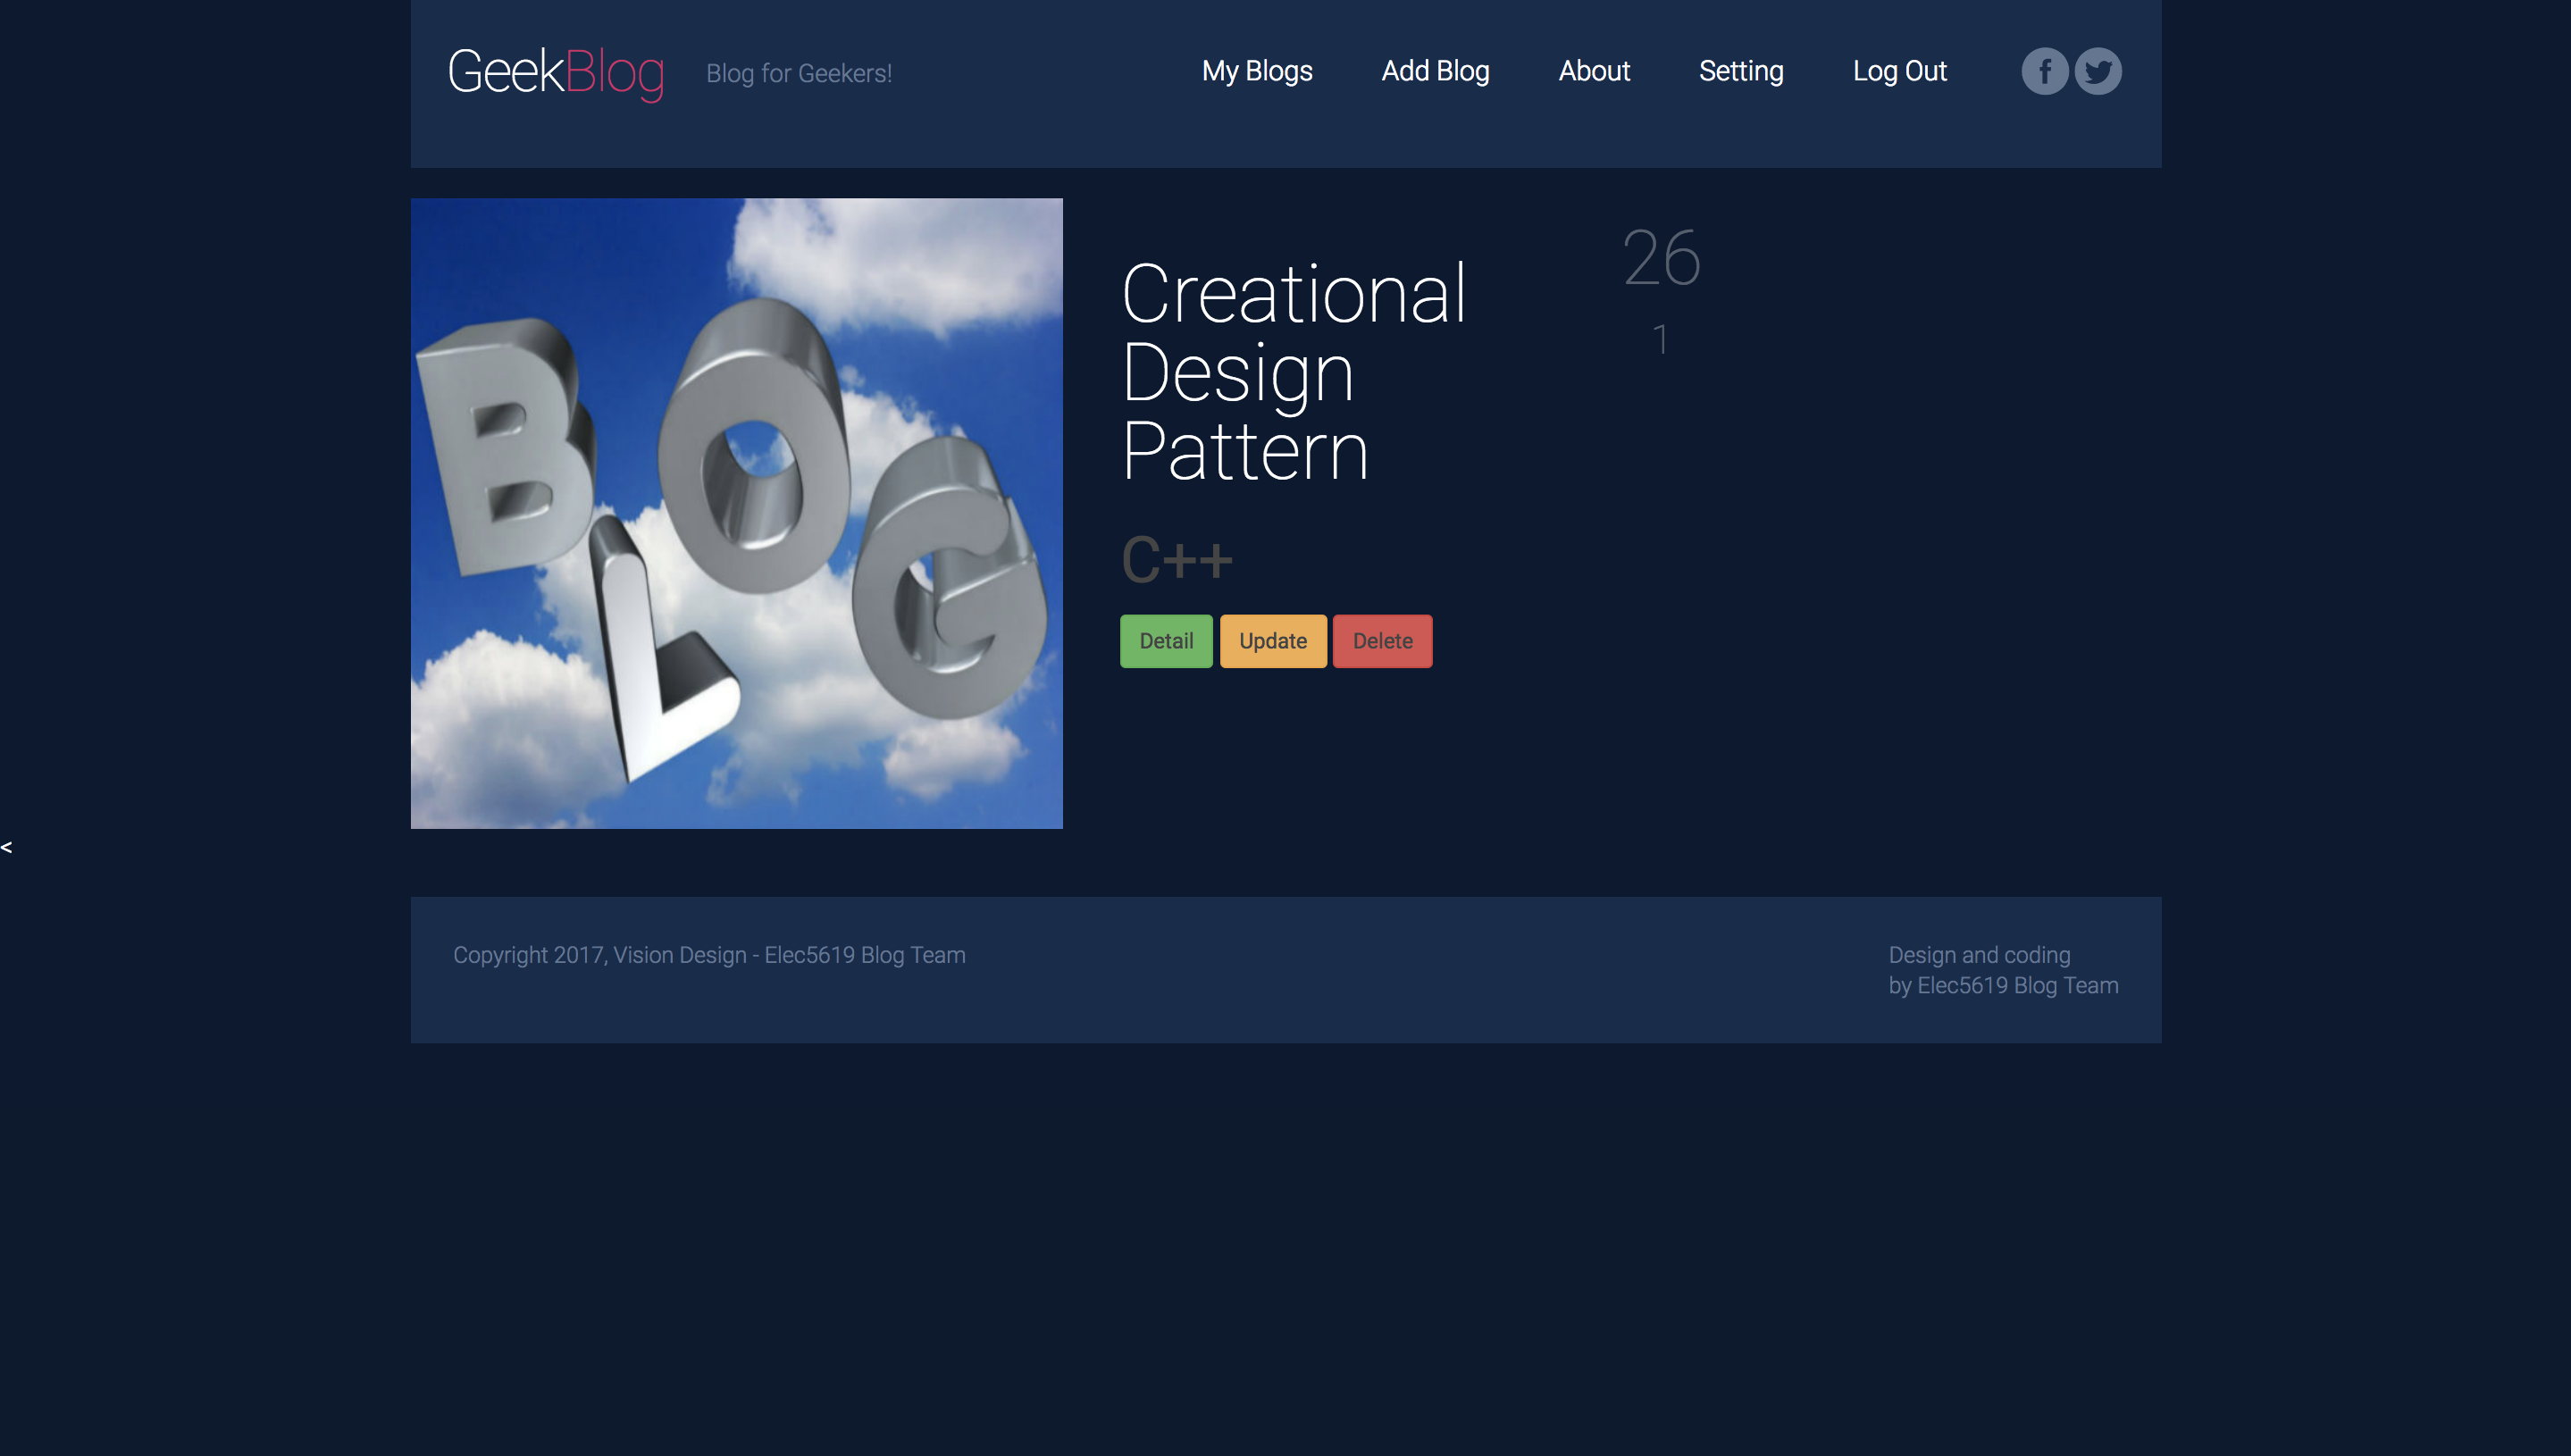 GeekBlog
Blog for Geekers!
My Blogs
Add Blog
About
Setting
Log Out
BLOG
Creational
Design
Pattern
26
1
C++
Detail
Update
Delete
<
Copyright 2017, Vision Design - Elec5619 Blog Team
Design and coding
by Elec5619 Blog Team